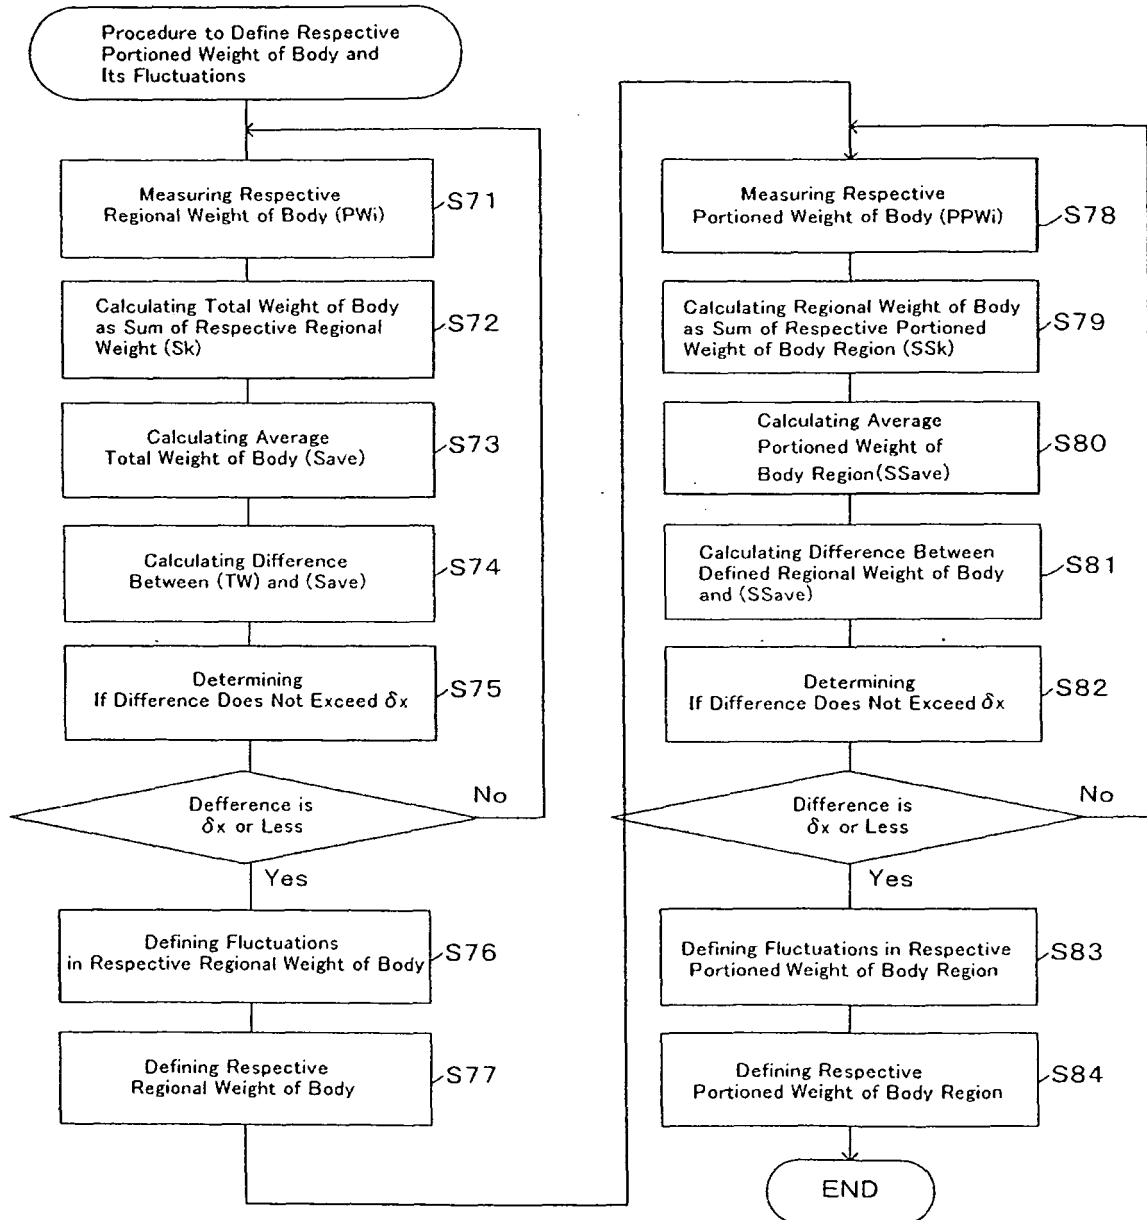 Procedure to Define Respective
Portioned Weight of Body and
Its Fluctuations
Measuring Respective
Regional Weight of Body (PWi)
S71
Calculating Total Weight of Body
as Sum of Respective Regional
Weight (Sk)
S72
Calculating Average
Total Weight of Body (Save)
S73
Calculating Difference
Between (TW) and (Save)
S74
Determining
If Difference Does Not Exceed δx
S75
Defference is
δx or Less
No
Yes
Defining Fluctuations
in Respective Regional Weight of Body
S76
Defining Respective
Regional Weight of Body
S77
Measuring Respective
Portioned Weight of Body (PPWi)
S78
Calculating Regional Weight of Body
as Sum of Respective Portioned
Weight of Body Region (SSk)
S79
Calculating Average
Portioned Weight of
Body Region(SSave)
S80
Calculating Difference Between
Defined Regional Weight of Body
and (SSave)
S81
Determining
If Difference Does Not Exceed δx
S82
Difference is
δx or Less
No
Yes
Defining Fluctuations in Respective
Portioned Weight of Body Region
S83
Defining Respective
Portioned Weight of Body Region
S84
END